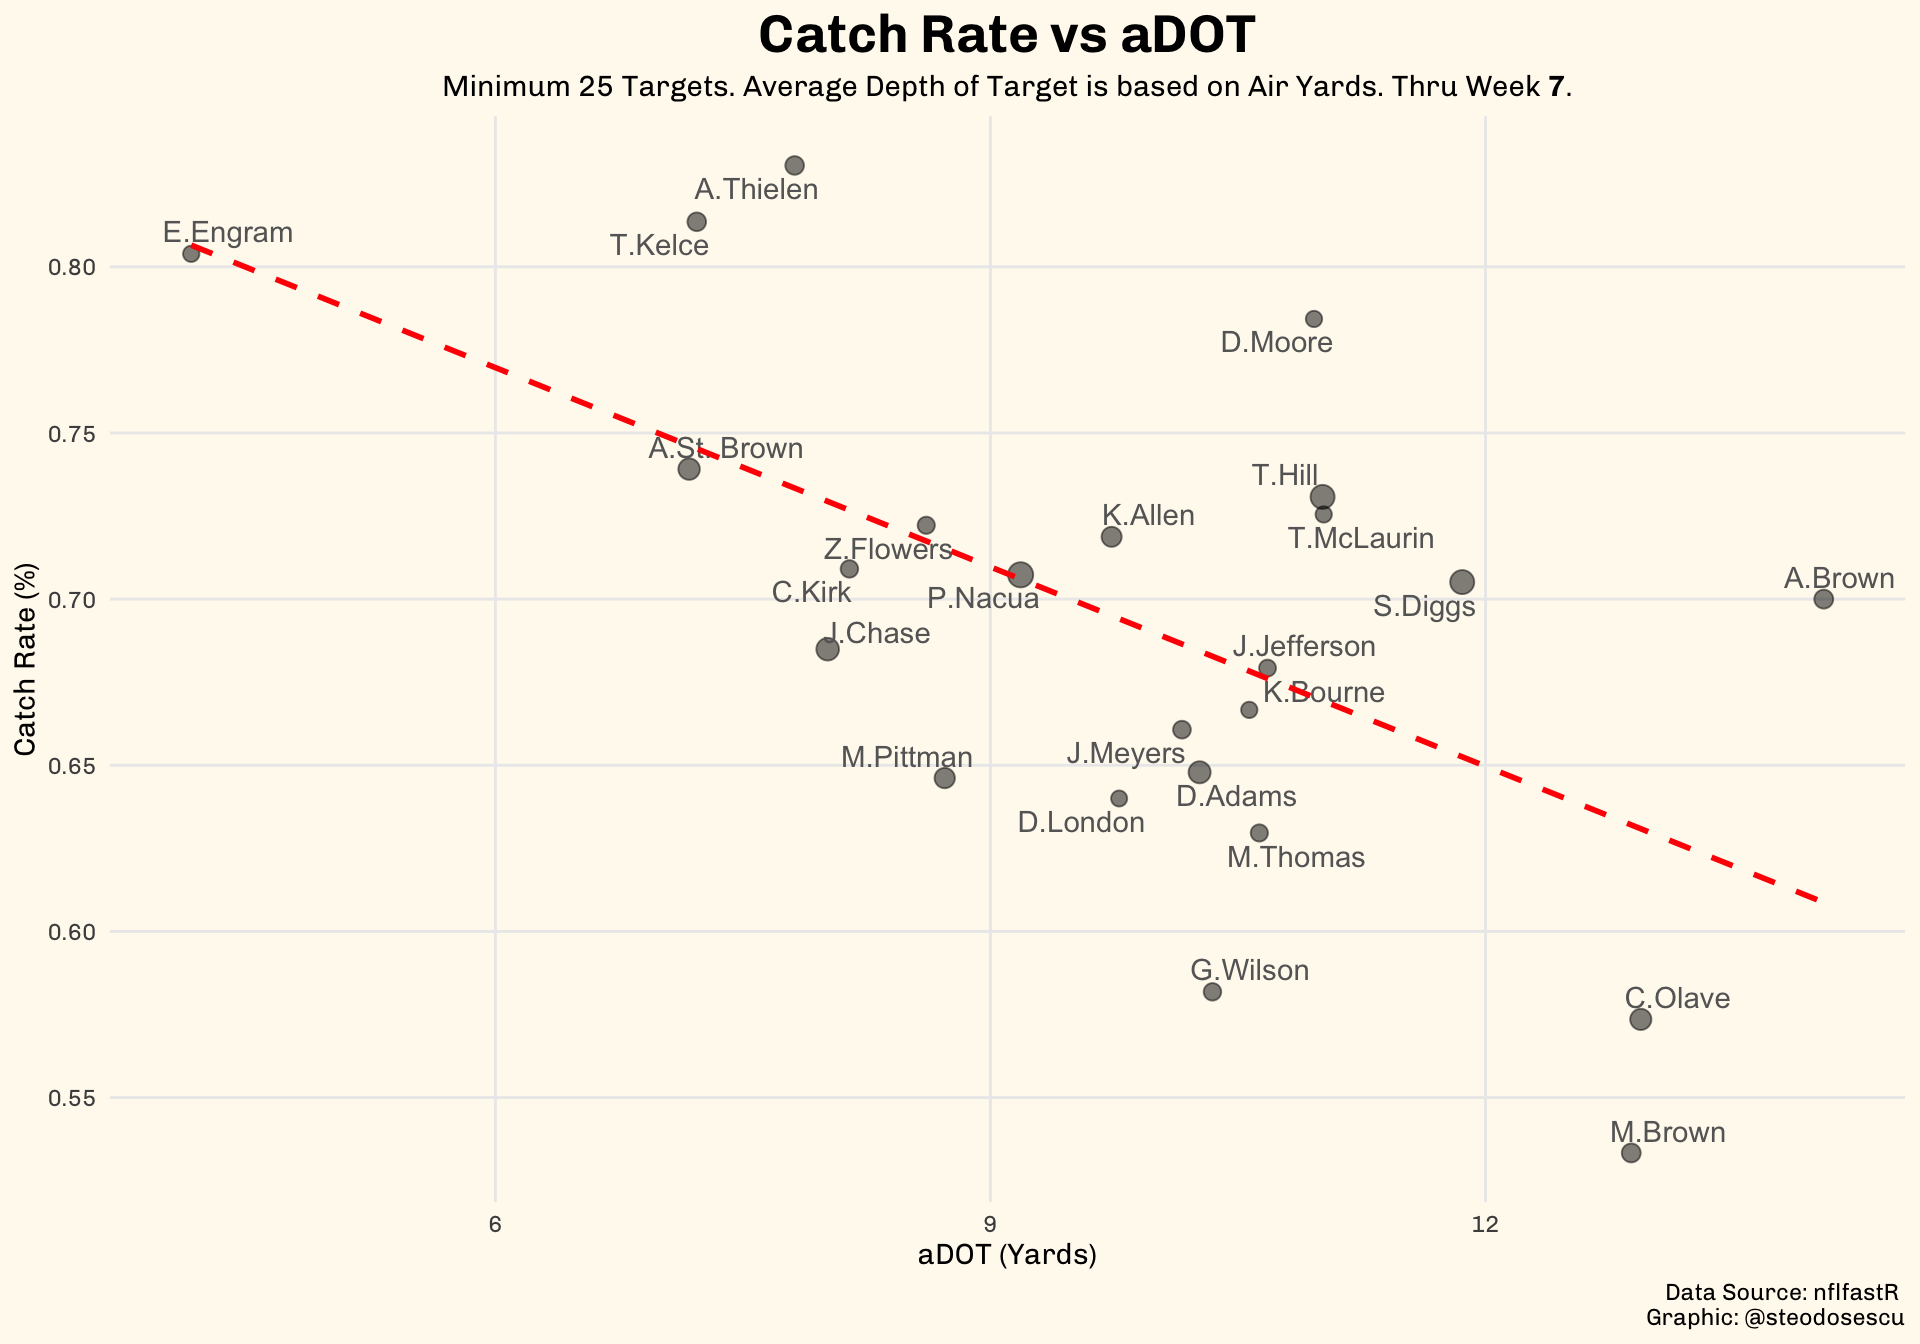 Catch Rate vs aDOT
Minimum 25 Targets. Average Depth of Target is based on Air Yards. Thru Week 7.
A.Thielen
E.Engram
T.Kelce
0.80
D.Moore
0.75
A.St. Brown
T.Hill
K.Allen
T.McLaurin
Z.Flowers
A.Brown
C.Kirk
P.Nacua
0.70
S.Diggs
J.Chase
J.Jefferson
Catch Rate (%)
K.Bourne
J.Meyers
M.Pittman
0.65
D.Adams
D.London
M.Thomas
0.60
G.Wilson
C.Olave
0.55
M.Brown
6
9
12
aDOT (Yards)
Data Source: nflfastR
Graphic: @steodosescu